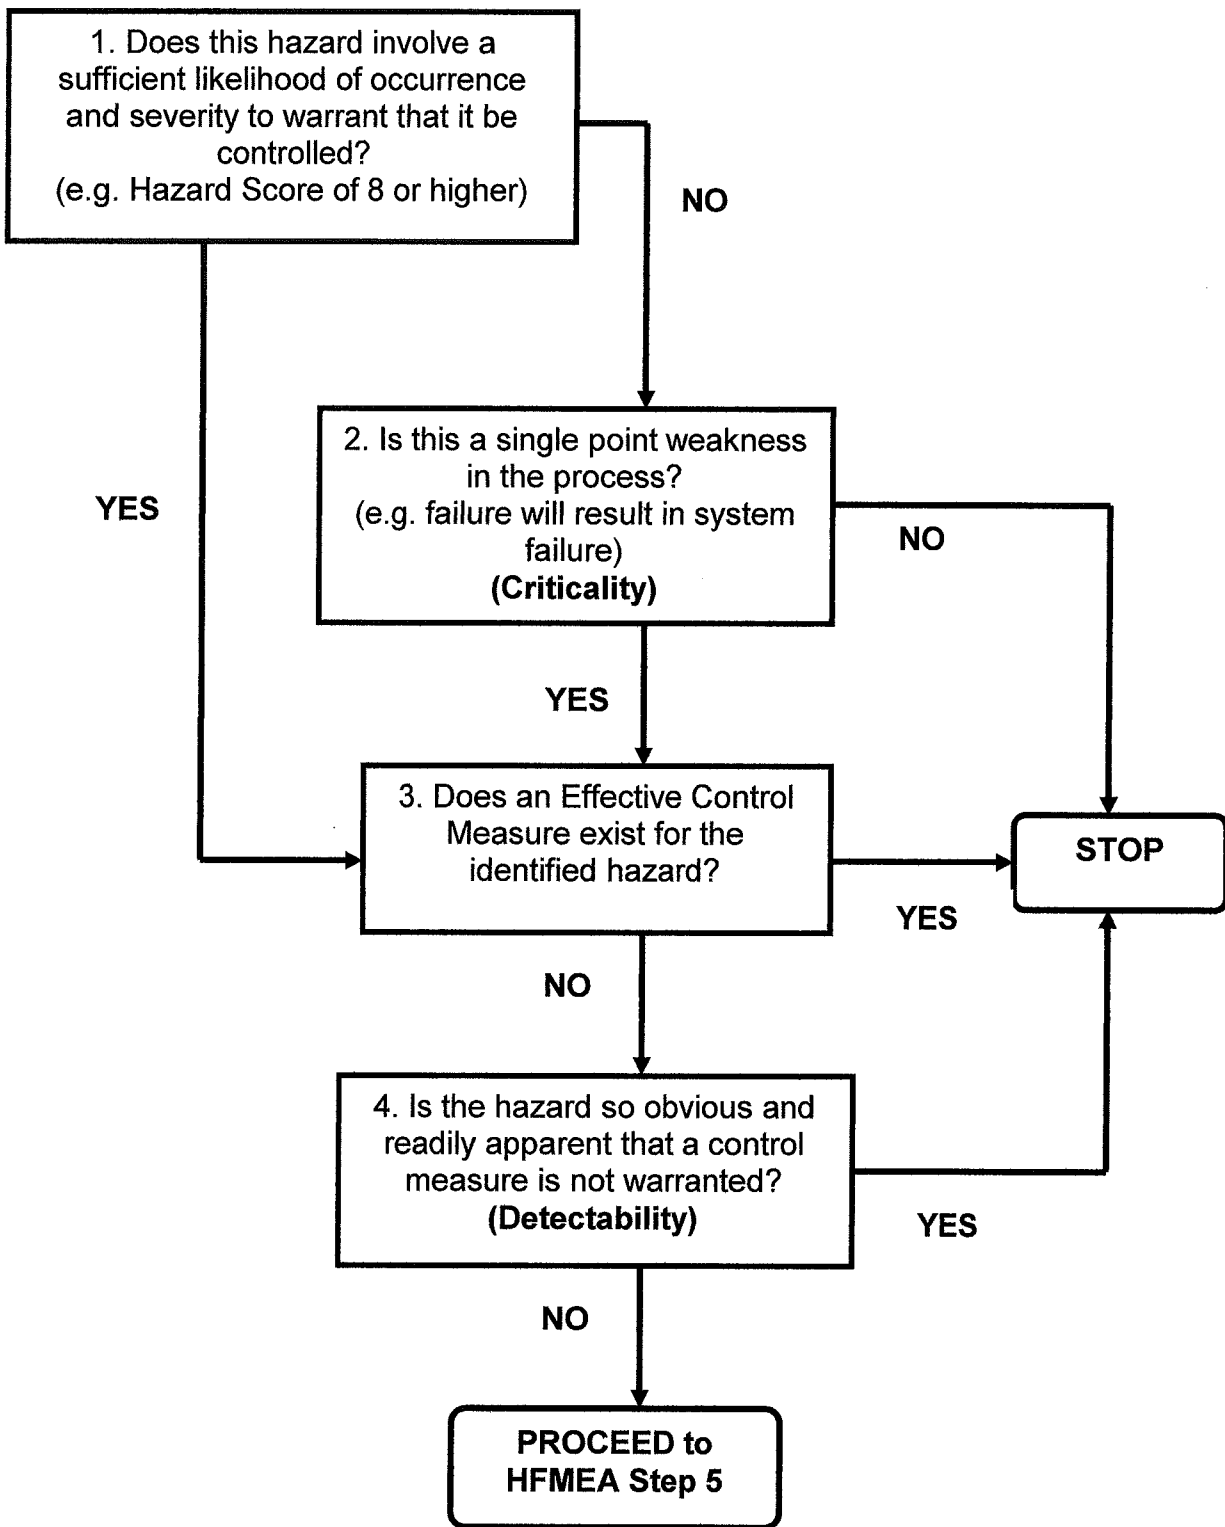 1. Does this hazard involve a
sufficient likelihood of occurrence
and severity to warrant that it be
controlled?
(e.g. Hazard Score of 8 or higher)
NO
2. Is this a single point weakness
in the process?
(e.g. failure will result in system
failure)
(Criticality)
YES
NO
YES
3. Does an Effective Control
Measure exist for the
identified hazard?
STOP
YES
NO
4. Is the hazard so obvious and
readily apparent that a control
measure is not warranted?
(Detectability)
YES
NO
PROCEED to
HFMEA Step 5